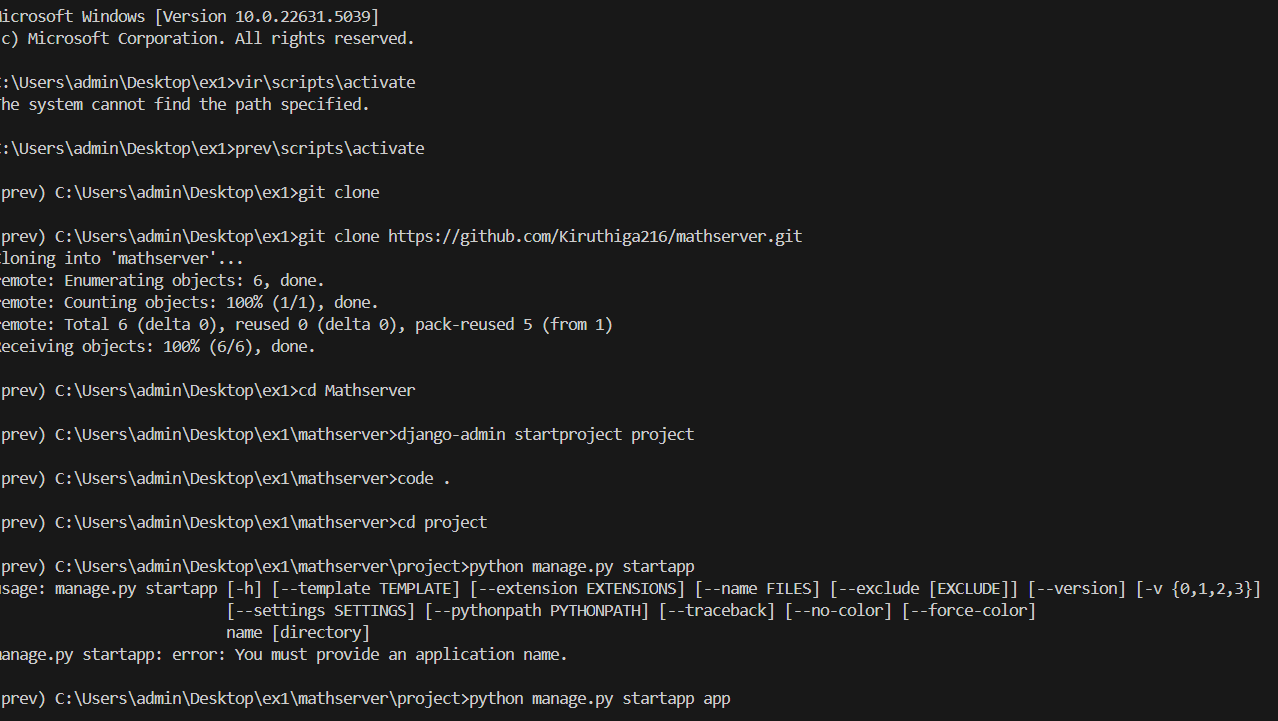 icrosoft Windows [Version 10.0.22631.5039]
c) Microsoft Corporation. All rights reserved.
:\Users\admin\Desktop\ex1>vir\scripts\activate
he system cannot find the path specified.
:\Users\admin\Desktop\ex1>prev\scripts\activate
prev) C:\Users\admin\Desktop\ex1>git clone
prev) C:\Users\admin\Desktop\ex1>git clone https://github.com/Kiruthiga216/mathserver.git
loning into 'mathserver'...
emote: Enumerating objects: 6, done.
emote: Counting objects: 100% (1/1), done.
emote: Total 6 (delta 0), reused 0 (delta 0), pack-reused 5 (from 1)
eceiving objects: 100% (6/6), done.
prev) C:\Users\admin\Desktop\ex1>cd Mathserver
prev) C:\Users\admin\Desktop\ex1\mathserver>django-admin startproject project
prev) C:\Users\admin\Desktop\ex1\mathserver>code .
prev) C:\Users\admin\Desktop\ex1\mathserver>cd project
prev) C:\Users\admin\Desktop\ex1\mathserver\project>python manage.py startapp
usage: manage.py startapp [-h] [--template TEMPLATE] [--extension EXTENSIONS] [--name FILES] [--exclude [EXCLUDE]] [--version] [-v {0,1,2,3}]
[--settings SETTINGS] [--pythonpath PYTHONPATH] [--traceback] [--no-color] [--force-color]
name [directory]
manage.py startapp: error: You must provide an application name.
prev) C:\Users\admin\Desktop\ex1\mathserver\project>python manage.py startapp app